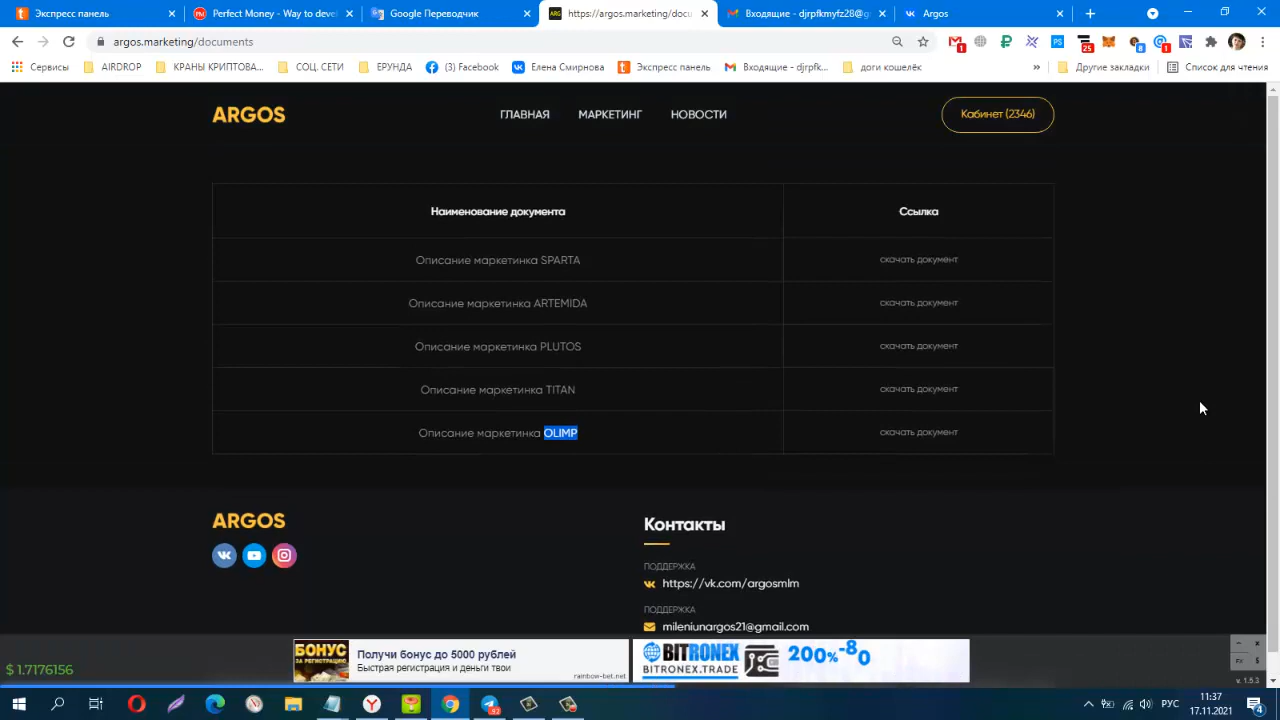 Экспресс панель
Perfect Money - Way to devel
Google Переводчик
https://argos.marketing/docume
Входящие - djrpfkmyfz28@g
Argos
argos.marketing/documents
Сервисы
AIRDROP
КРАНЫ КРИПТОВА...
СОЦ. СЕТИ
ЕРУНДА
(3) Facebook
Елена Смирнова
Экспресс панель
Входящие - djrpfk...
доги кошелёк
»
Другие закладки
Список для чтения
ARGOS
ГЛАВНАЯ
МАРКЕТИНГ
НОВОСТИ
Кабинет (2346)
Наименование документа
Ссылка
Описание маркетинка SPARTA
скачать документ
Описание маркетинка ARTEMIDA
скачать документ
Описание маркетинка PLUTOS
скачать документ
Описание маркетинка TITAN
скачать документ
Описание маркетинка OLIMP
скачать документ
ARGOS
Контакты
ПОДДЕРЖКА
https://vk.com/argosmlm
ПОДДЕРЖКА
mileniunargos21@gmail.com
$ 1.7176156
БОНУС
ЗА РЕГИСТРАЦИЮ
Получи бонус до 5000 рублей
Быстрая регистрация и деньги твои
rainbow-bet.net
BITRONEX
BITRONEX.TRADE
v. 1.5.3
РУС
11:37
17.11.2021